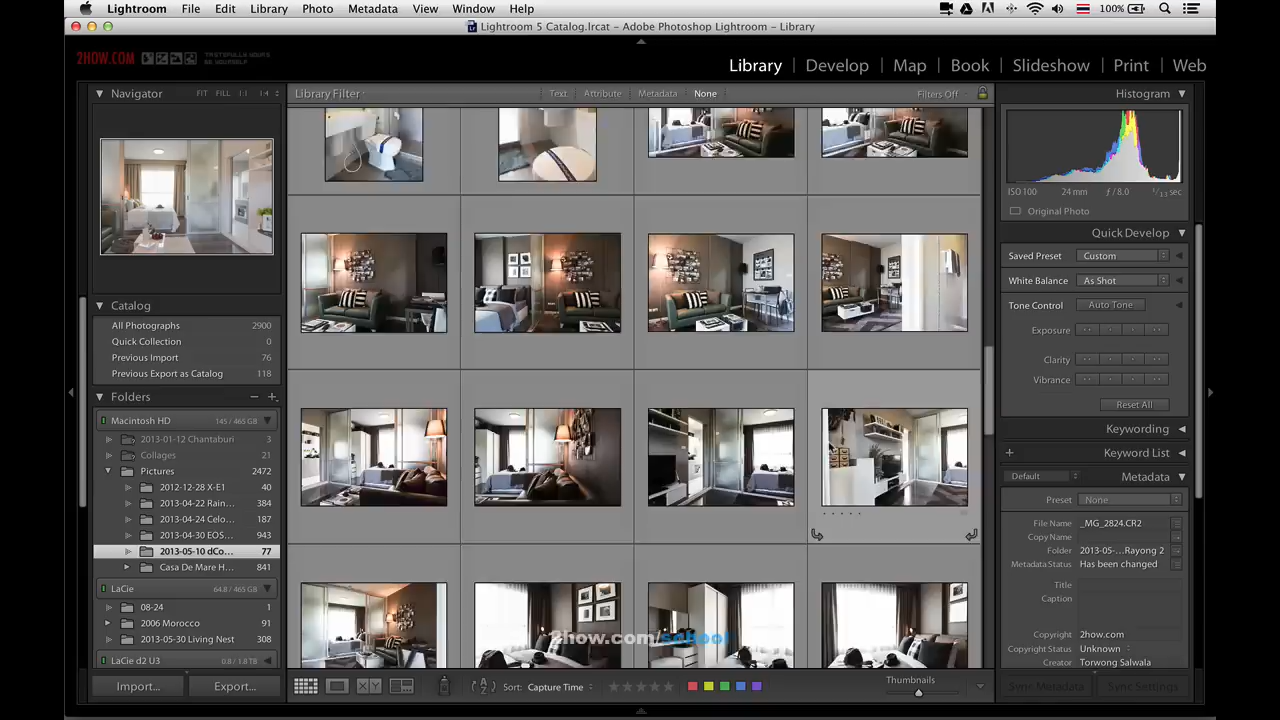 Lightroom File Edit Library Photo Metadata View Window Help 100%
Lightroom 5 Catalog.lrcat - Adobe Photoshop Lightroom - Library
2HOW.COM TASTEFULLY YOURS
BE YOURSELF
Library | Develop | Map | Book | Slideshow | Print | Web
Navigator FIT FILL 1:1 1:4
Library Filter: Text Attribute Metadata None Filters Off
Histogram
ISO 100 24 mm ƒ / 8.0 1/13 sec
Original Photo
Quick Develop
Saved Preset Custom
White Balance As Shot
Tone Control Auto Tone
Exposure
Clarity
Vibrance
Reset All
Keywording
Keyword List
Default Metadata
Preset None
File Name _MG_2824.CR2
Copy Name
Folder 2013-05-...Rayong 2
Metadata Status Has been changed
Title
Caption
Copyright 2how.com
Copyright Status Unknown
Creator Torwong Salwala
Sync Metadata Sync Settings
Catalog
All Photographs 2900
Quick Collection 0
Previous Import 76
Previous Export as Catalog 118
Folders
Macintosh HD 145 / 465 GB
2013-01-12 Chantaburi 3
Collages 2
Pictures 2472
2012-12-28 X-E1 40
2013-04-22 Rain... 384
2013-04-24 Celo... 187
2013-04-30 EOS... 943
2013-05-10 dCo... 77
Casa De Mare H... 841
LaCie 64.8 / 465 GB
08-24 1
2006 Morocco 91
2013-05-30 Living Nest 308
LaCie d2 U3 0.8 / 1.8 TB
Import... Export...
2how.com/school
Sort: Capture Time
Thumbnails